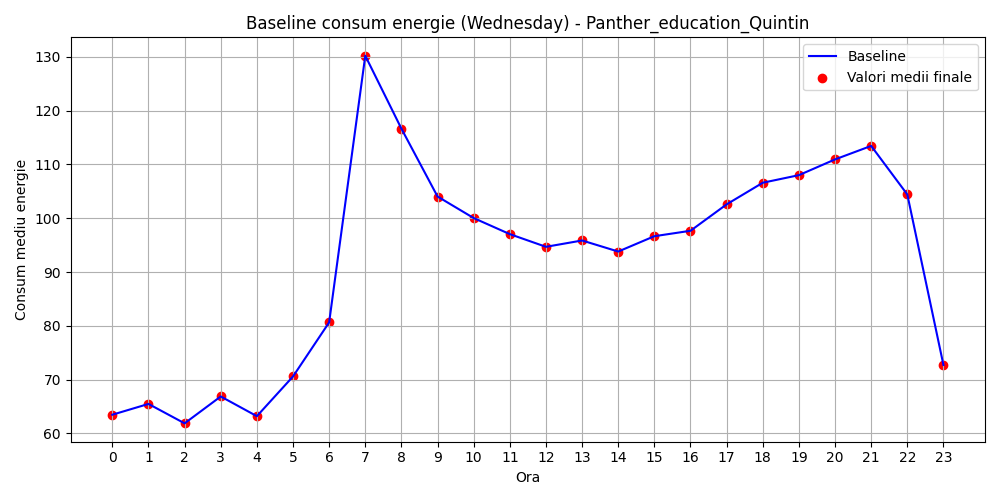 Baseline consum energie (Wednesday) - Panther_education_Quintin
Baseline
Valori medii finale
Consum mediu energie
130
120
110
100
90
80
70
60
0 1 2 3 4 5 6 7 8 9 10 11 12 13 14 15 16 17 18 19 20 21 22 23
Ora